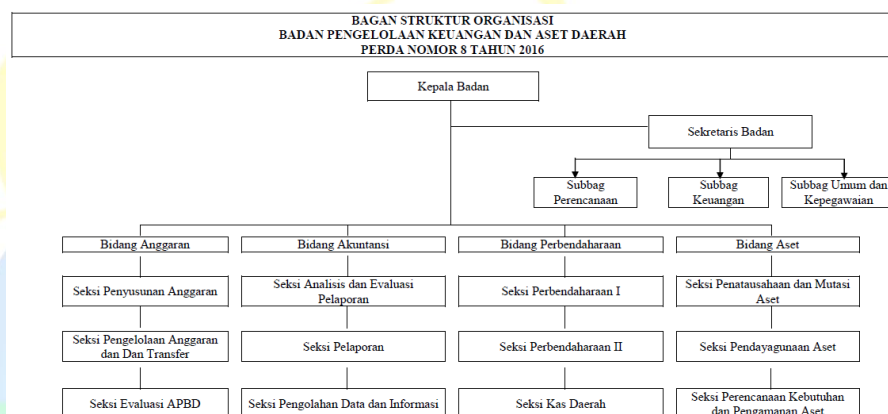 BAGAN STRUKTUR ORGANISASI
BADAN PENGELOLAAN KEUANGAN DAN ASET DAERAH
PERDA NOMOR 8 TAHUN 2016
Kepala Badan
Sekretaris Badan
Subbag
Perencanaan
Subbag
Keuangan
Subbag Umum dan
Kepegawaian
Bidang Anggaran
Bidang Akuntansi
Bidang Perbendaharaan
Bidang Aset
Seksi Penyusunan Anggaran
Seksi Analisis dan Evaluasi
Pelaporan
Seksi Perbendaharaan I
Seksi Penatausahaan dan Mutasi
Aset
Seksi Pengelolaan Anggaran
dan Dan Transfer
Seksi Pelaporan
Seksi Perbendaharaan II
Seksi Pendayagunaan Aset
Seksi Evaluasi APBD
Seksi Pengolahan Data dan Informasi
Seksi Kas Daerah
Seksi Perencanaan Kebutuhan
dan Pengamanan Aset